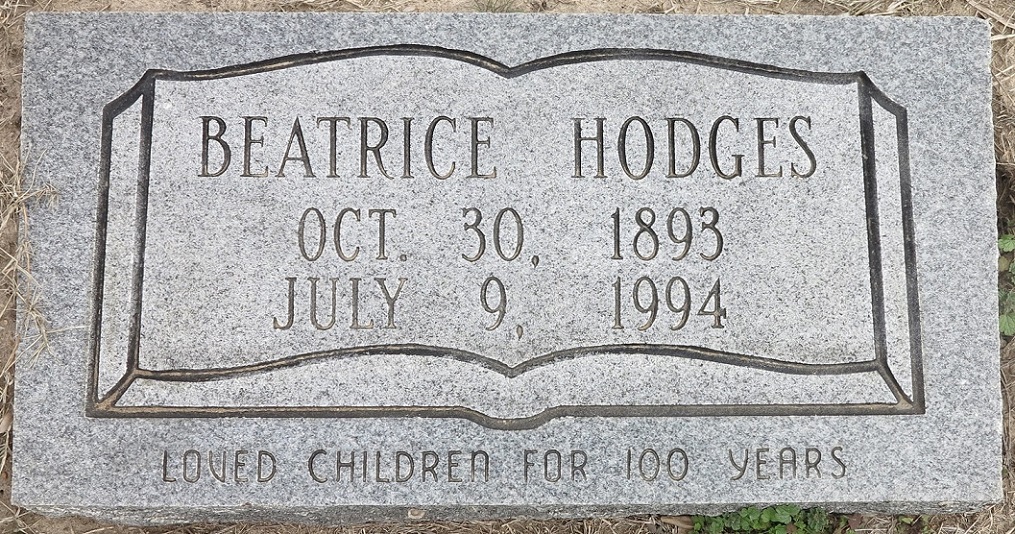 BEATRICE HODGES
OCT. 30, 1893
JULY 9, 1994
LOVED CHILDREN FOR 100 YEARS